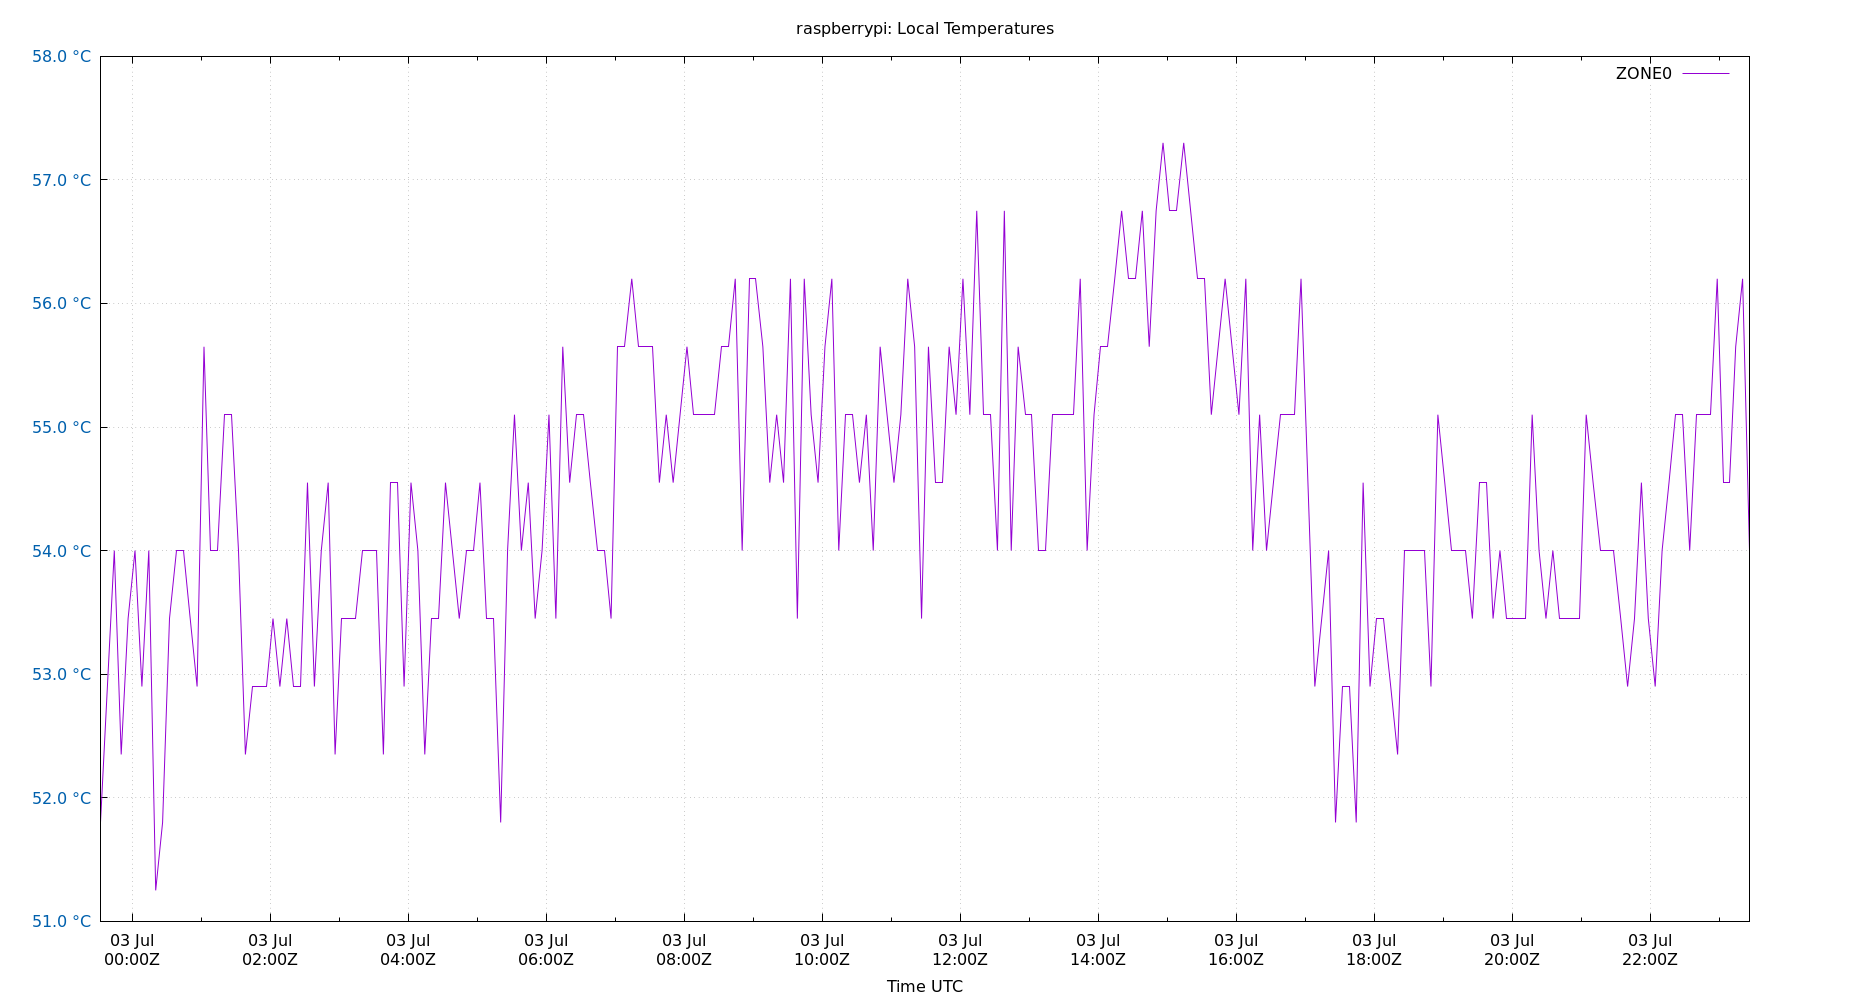 raspberrypi: Local Temperatures
58.0 °C
ZONE0
57.0 °C
56.0 °C
55.0 °C
54.0 °C
53.0 °C
52.0 °C
51.0 °C
03 Jul 03 Jul 03 Jul 03 Jul 03 Jul 03 Jul 03 Jul 03 Jul 03 Jul 03 Jul 03 Jul 03 Jul
00:00Z 02:00Z 04:00Z 06:00Z 08:00Z 10:00Z 12:00Z 14:00Z 16:00Z 18:00Z 20:00Z 22:00Z
Time UTC